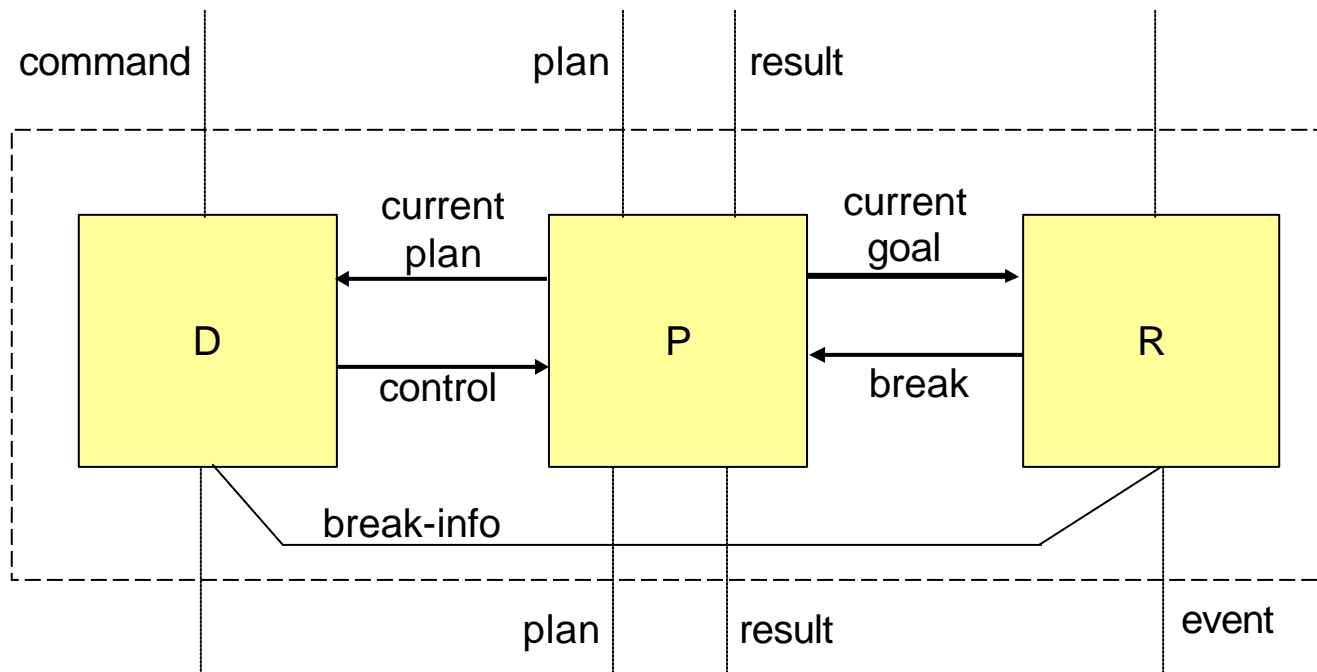 command
plan
result
current
plan
current
goal
D
P
R
control
break
break-info
plan
result
event